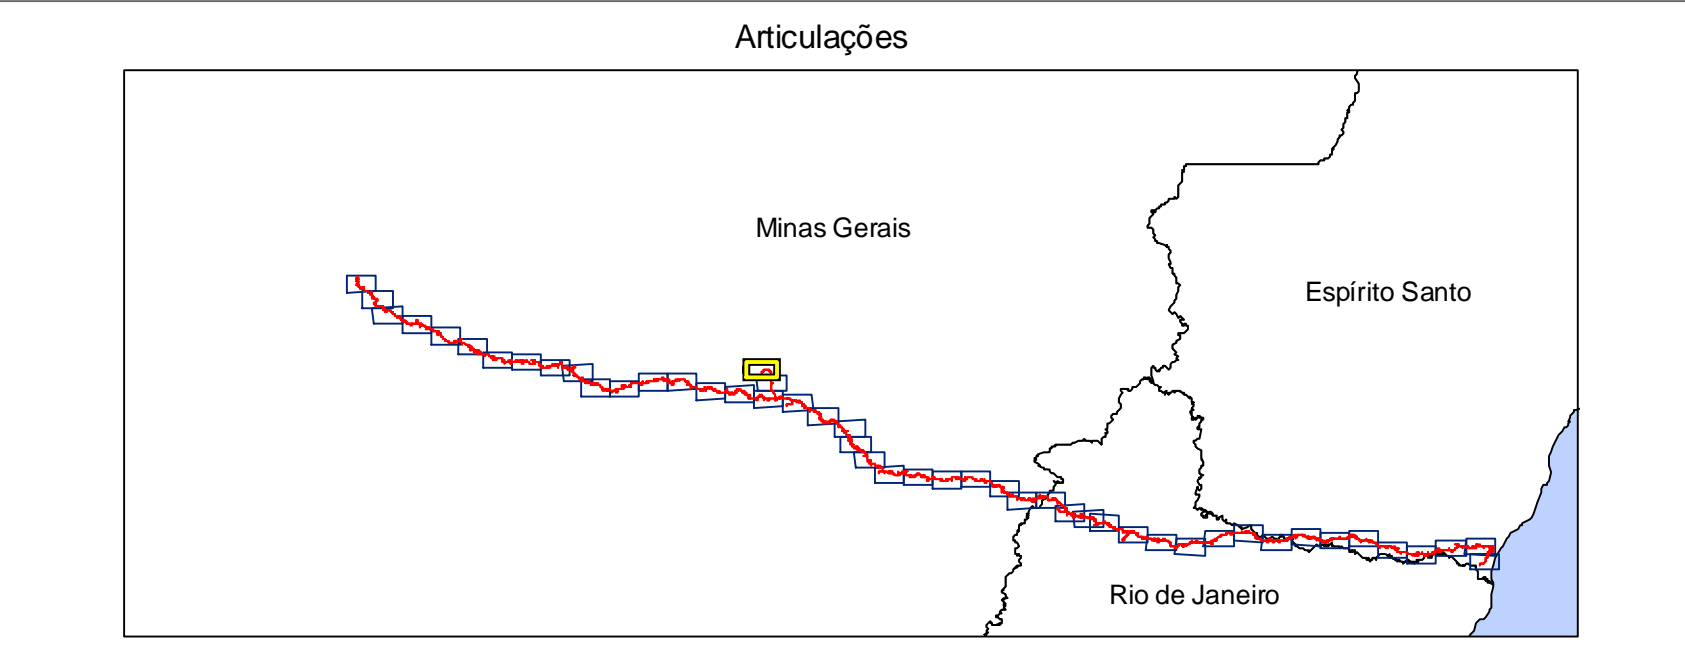 Articulações
Minas Gerais
Espírito Santo
Rio de Janeiro